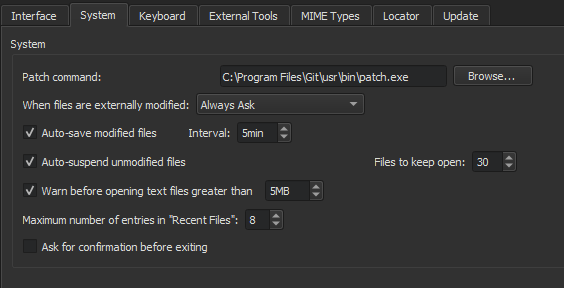 Interface System Keyboard External Tools MIME Types Locator Update
System
Patch command: C:\Program Files\Git\usr\bin\patch.exe Browse...
When files are externally modified: Always Ask
Auto-save modified files Interval: 5min
Auto-suspend unmodified files Files to keep open: 30
Warn before opening text files greater than 5MB
Maximum number of entries in "Recent Files": 8
Ask for confirmation before exiting